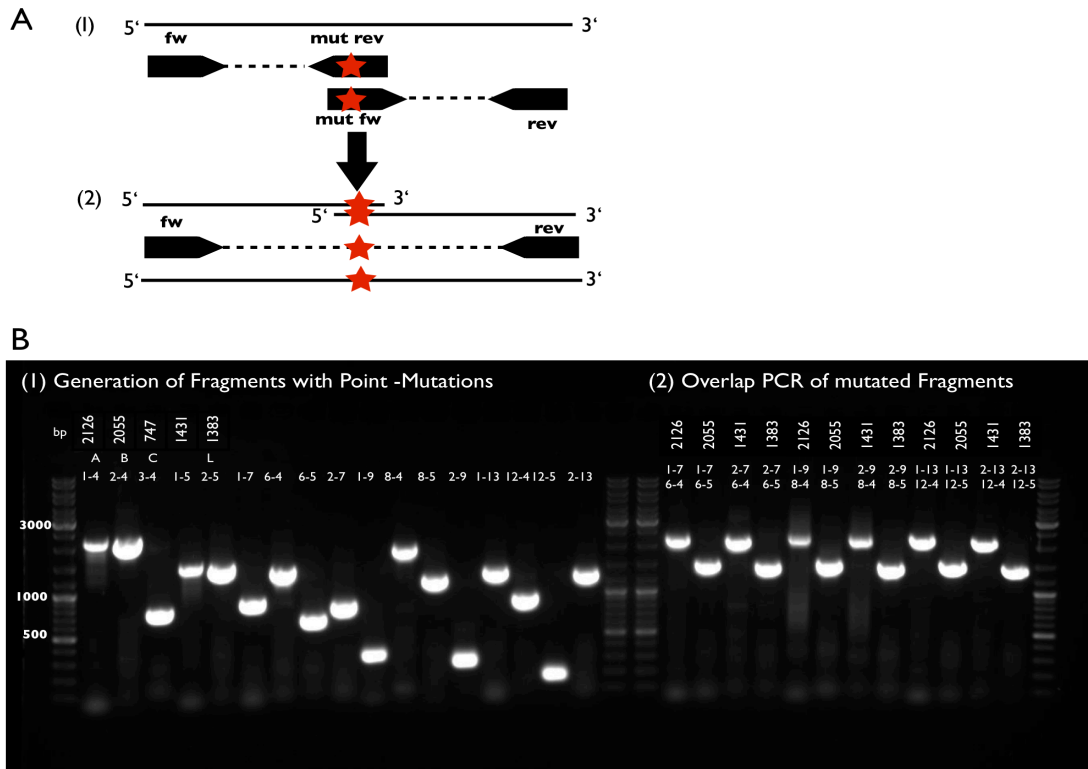 A
(1)
5‘ 3‘
fw mut rev
mut fw rev
(2)
5‘ 3‘
5‘ 3‘
fw rev
5‘ 3‘
B
(1) Generation of Fragments with Point -Mutations
(2) Overlap PCR of mutated Fragments
bp 2126 2055 747 1431 1383
A B C L
1-4 2-4 3-4 1-5 2-5 1-7 6-4 6-5 2-7 1-9 8-4 8-5 2-9 1-13 12-4 12-5 2-13
2126 2055 1431 1383 2126 2055 1431 1383 2126 2055 1431 1383
1-7 1-7 2-7 2-7 1-9 1-9 2-9 2-9 1-13 1-13 2-13 2-13
6-4 6-5 6-4 6-5 8-4 8-5 8-4 8-5 12-4 12-5 12-4 12-5
3000
1000
500